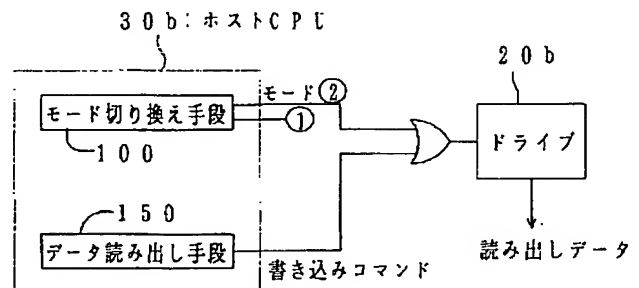 30b:ホストCPU
20b
モード切り換え手段
モード②
①
100
ドライブ
150
データ読み出し手段
書き込みコマンド
読み出しデータ